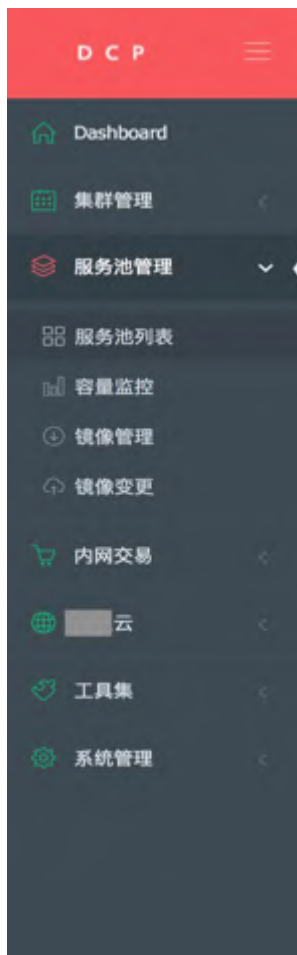 DCP
Dashboard
集群管理
服务池管理
服务池列表
容量监控
镜像管理
镜像变更
内网交易
云
工具集
系统管理